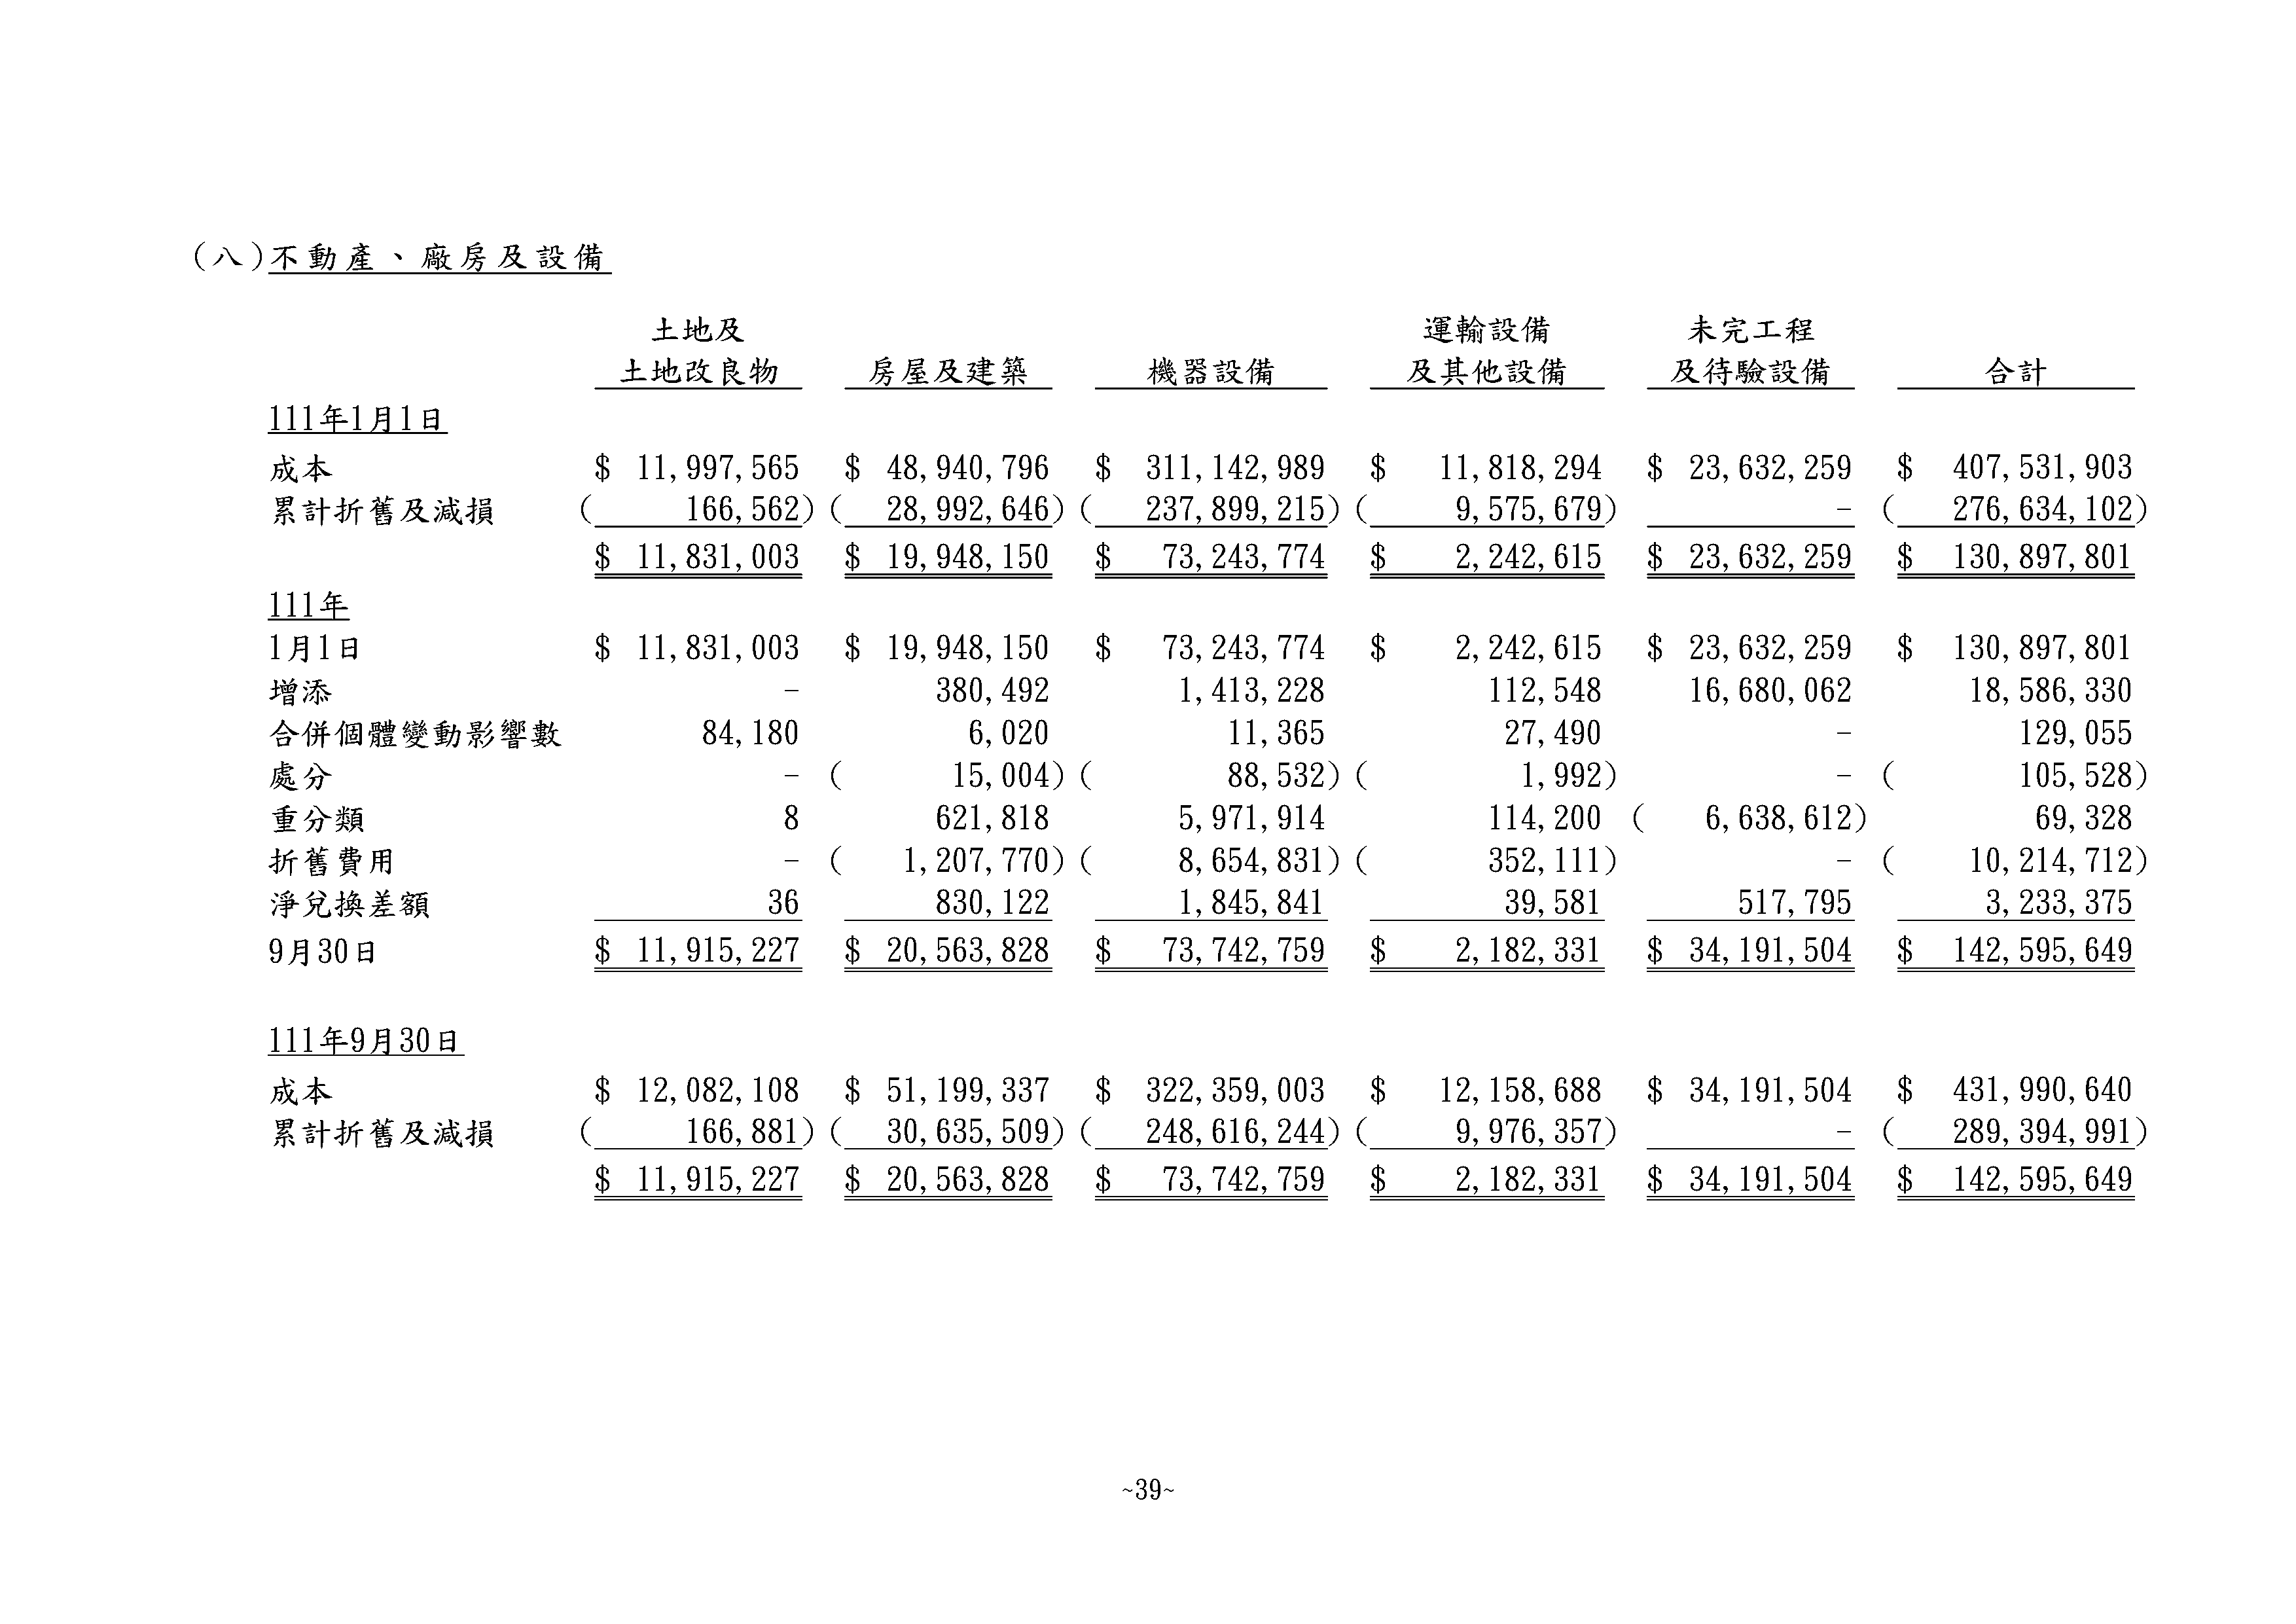 (八)不動產、廠房及設備
土地及 運輸設備 未完工程
土地改良物 房屋及建築 機器設備 及其他設備 及待驗設備 合計
111年1月1日
成本 $ 11,997,565 $ 48,940,796 $ 311,142,989 $ 11,818,294 $ 23,632,259 $ 407,531,903
累計折舊及減損 ( 166,562) ( 28,992,646) ( 237,899,215) ( 9,575,679) - ( 276,634,102)
$ 11,831,003 $ 19,948,150 $ 73,243,774 $ 2,242,615 $ 23,632,259 $ 130,897,801
111年
1月1日 $ 11,831,003 $ 19,948,150 $ 73,243,774 $ 2,242,615 $ 23,632,259 $ 130,897,801
增添 - 380,492 1,413,228 112,548 16,680,062 18,586,330
合併個體變動影響數 84,180 6,020 11,365 27,490 - 129,055
處分 - ( 15,004) ( 88,532) ( 1,992) - ( 105,528)
重分類 8 621,818 5,971,914 114,200 ( 6,638,612) 69,328
折舊費用 - ( 1,207,770) ( 8,654,831) ( 352,111) - ( 10,214,712)
淨兌換差額 36 830,122 1,845,841 39,581 517,795 3,233,375
9月30日 $ 11,915,227 $ 20,563,828 $ 73,742,759 $ 2,182,331 $ 34,191,504 $ 142,595,649
111年9月30日
成本 $ 12,082,108 $ 51,199,337 $ 322,359,003 $ 12,158,688 $ 34,191,504 $ 431,990,640
累計折舊及減損 ( 166,881) ( 30,635,509) ( 248,616,244) ( 9,976,357) - ( 289,394,991)
$ 11,915,227 $ 20,563,828 $ 73,742,759 $ 2,182,331 $ 34,191,504 $ 142,595,649
~39~